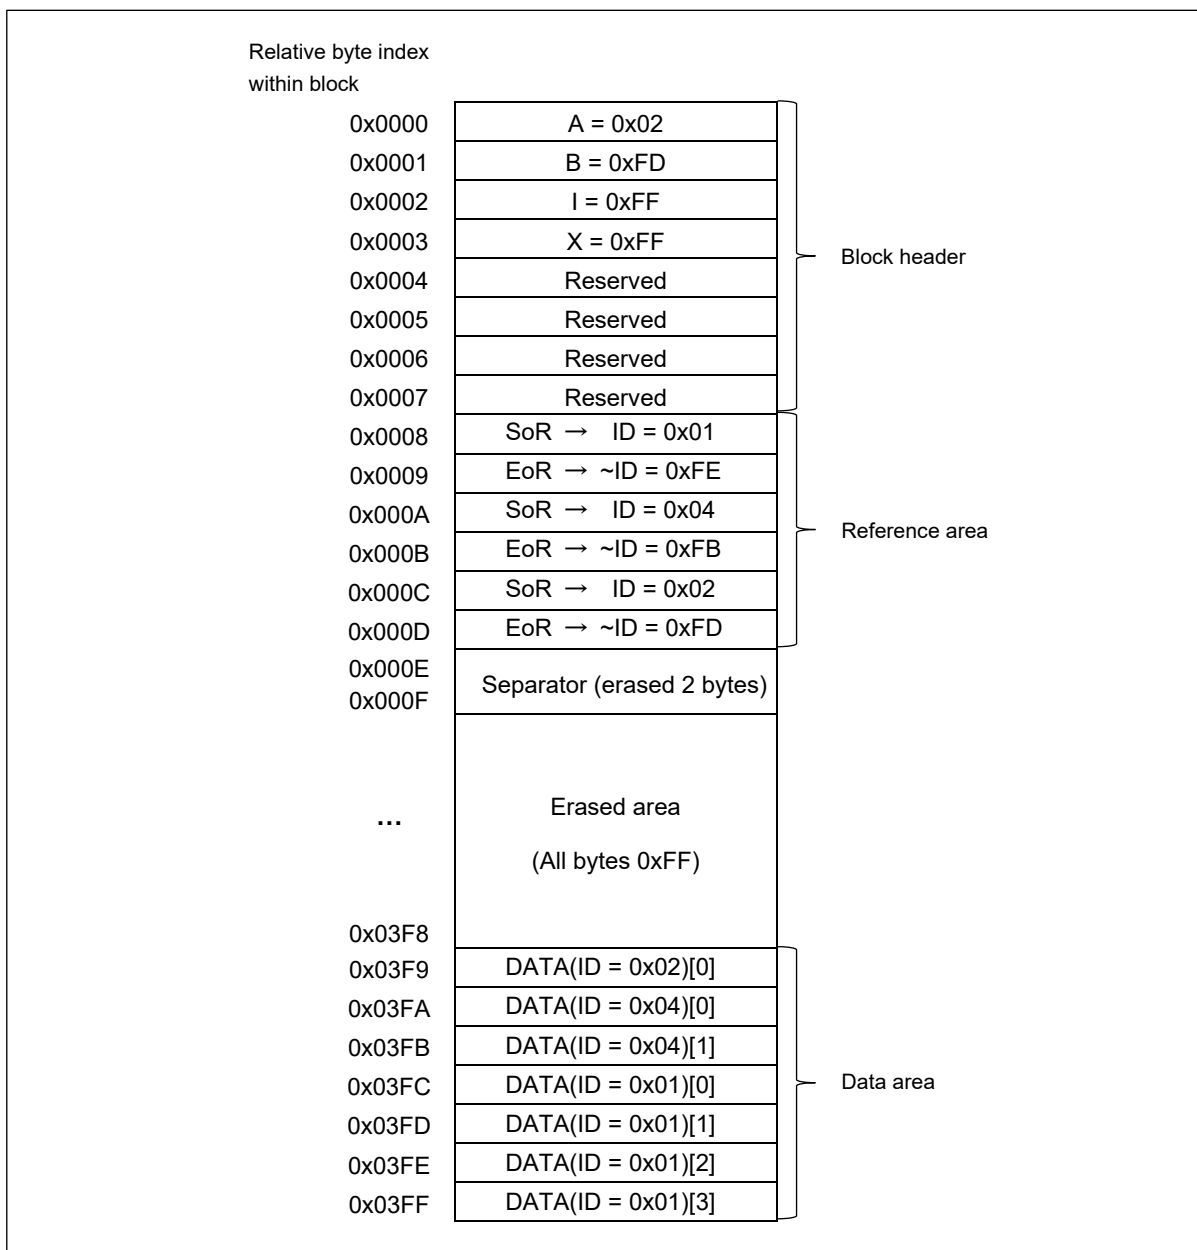 Relative byte index
within block
0x0000 A = 0x02
0x0001 B = 0xFD
0x0002 I = 0xFF
0x0003 X = 0xFF
Block header
0x0004 Reserved
0x0005 Reserved
0x0006 Reserved
0x0007 Reserved
0x0008 SoR → ID = 0x01
0x0009 EoR → ~ID = 0xFE
0x000A SoR → ID = 0x04
Reference area
0x000B EoR → ~ID = 0xFB
0x000C SoR → ID = 0x02
0x000D EoR → ~ID = 0xFD
0x000E
Separator (erased 2 bytes)
0x000F
Erased area
...
(All bytes 0xFF)
0x03F8
0x03F9 DATA(ID = 0x02)[0]
0x03FA DATA(ID = 0x04)[0]
0x03FB DATA(ID = 0x04)[1]
0x03FC DATA(ID = 0x01)[0]
Data area
0x03FD DATA(ID = 0x01)[1]
0x03FE DATA(ID = 0x01)[2]
0x03FF DATA(ID = 0x01)[3]